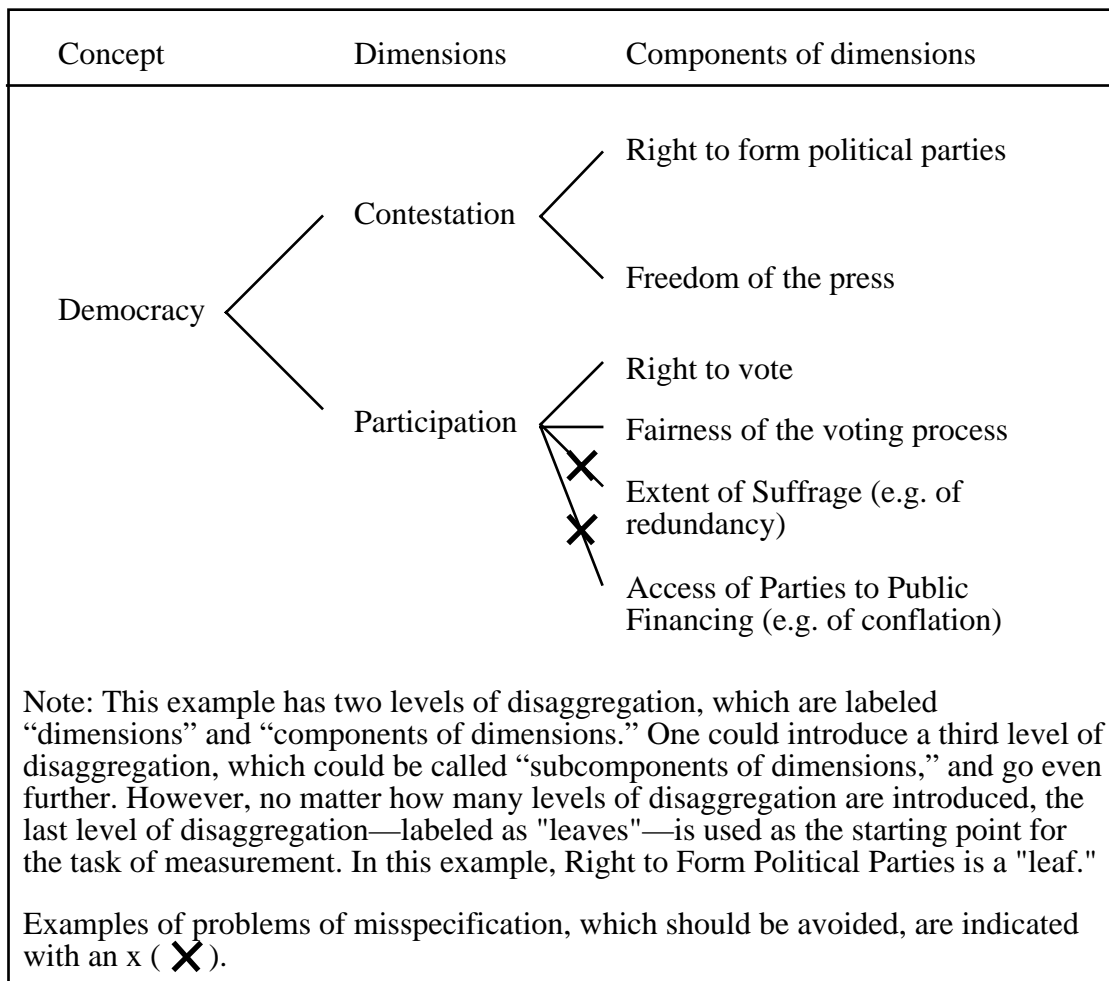 Concept Dimensions Components of dimensions
Right to form political parties
Contestation
Freedom of the press
Democracy
Right to vote
Participation
Fairness of the voting process
Extent of Suffrage (e.g. of
redundancy)
Access of Parties to Public
Financing (e.g. of conflation)
Note: This example has two levels of disaggregation, which are labeled
“dimensions” and “components of dimensions.” One could introduce a third level of
disaggregation, which could be called “subcomponents of dimensions,” and go even
further. However, no matter how many levels of disaggregation are introduced, the
last level of disaggregation—labeled as "leaves"—is used as the starting point for
the task of measurement. In this example, Right to Form Political Parties is a "leaf."
Examples of problems of misspecification, which should be avoided, are indicated
with an x ( ✕ ).